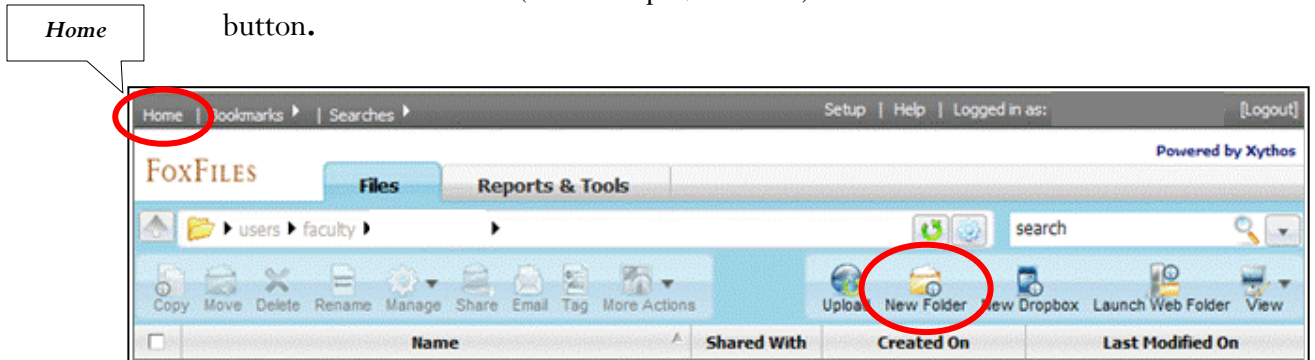 button.
Home
Home | Bookmarks | Searches Setup | Help | Logged in as: [Logout]
Powered by Xythos
FOXFILES Files Reports & Tools
users faculty search
Copy Move Delete Rename Manage Share Email Tag More Actions Upload New Folder New Dropbox Launch Web Folder View
Name Shared With Created On Last Modified On